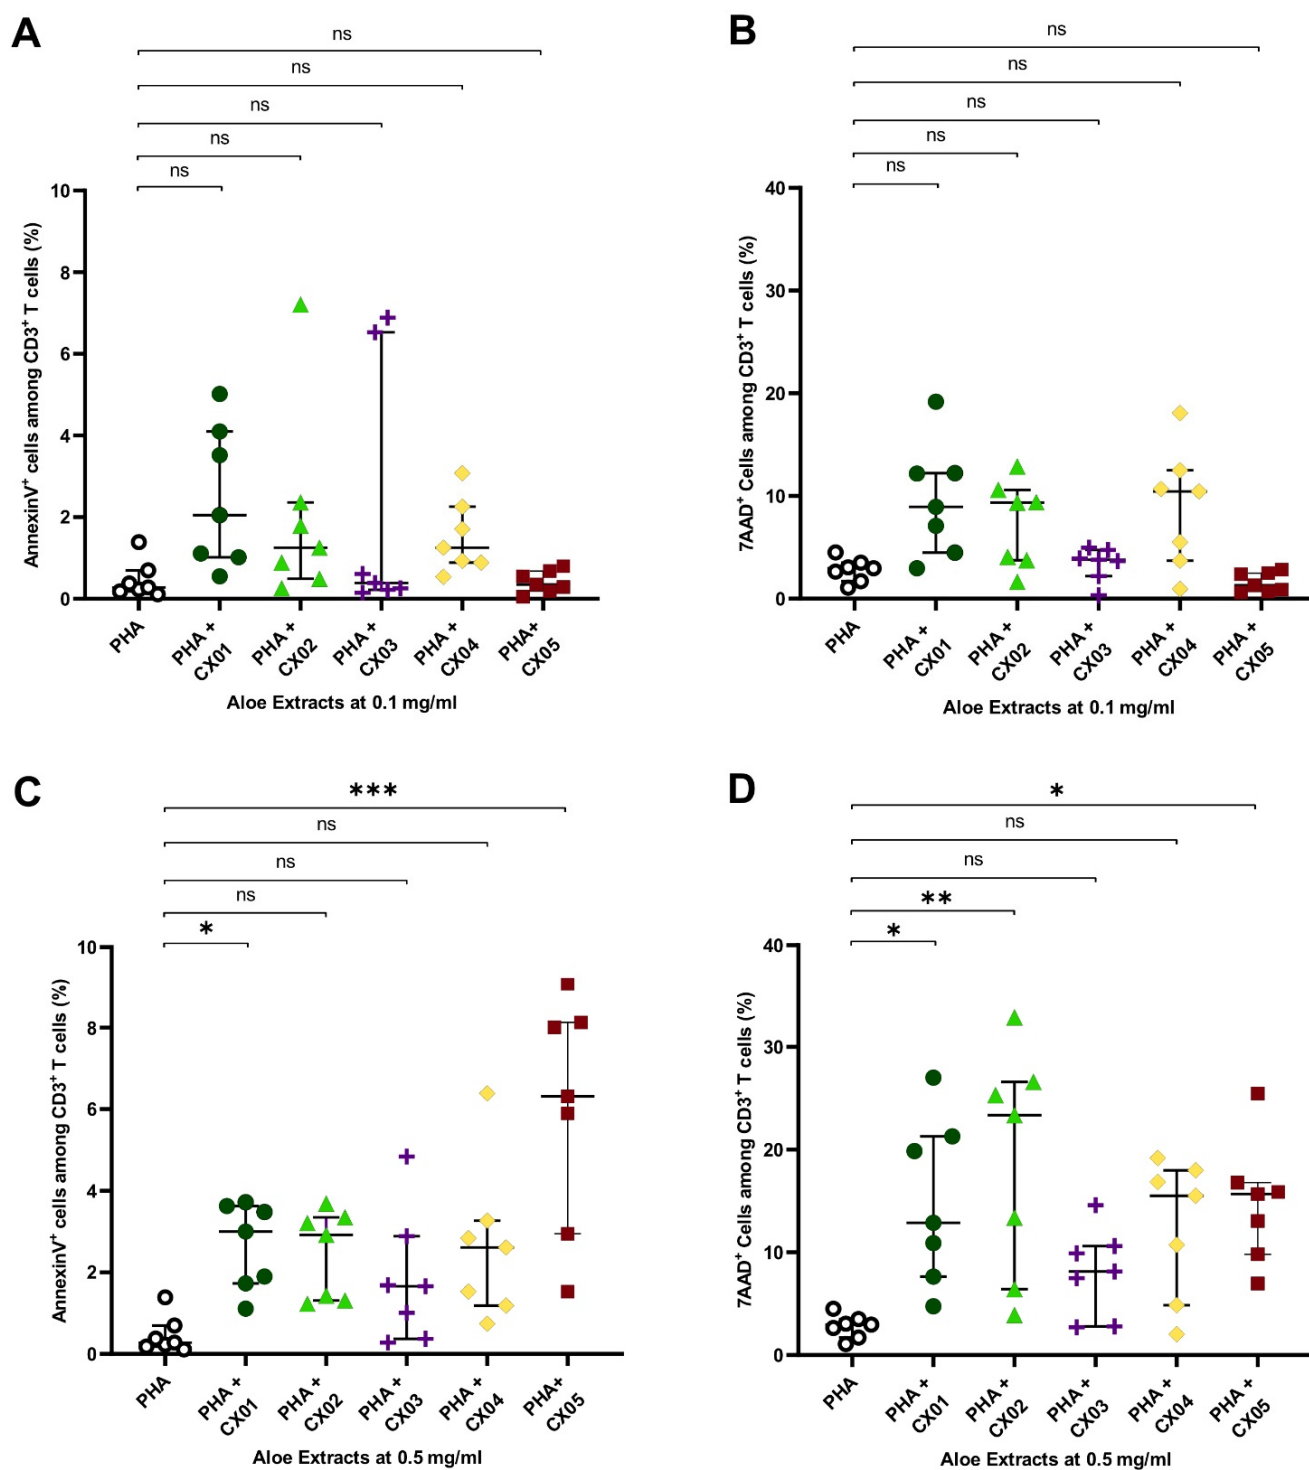 A
ns
ns
ns
ns
ns
10
8
6
4
2
0
AnnexinV⁺ cells among CD3⁺ T cells (%)
PHA
PHA +
CX01
PHA +
CX02
PHA +
CX03
PHA +
CX04
PHA+
CX05
Aloe Extracts at 0.1 mg/ml
B
ns
ns
ns
ns
ns
40
30
20
10
0
7AAD⁺ Cells among CD3⁺ T cells (%)
PHA
PHA +
CX01
PHA +
CX02
PHA +
CX03
PHA +
CX04
PHA+
CX05
Aloe Extracts at 0.1 mg/ml
C
***
ns
ns
ns
*
10
8
6
4
2
0
AnnexinV⁺ cells among CD3⁺ T cells (%)
PHA
PHA +
CX01
PHA +
CX02
PHA +
CX03
PHA +
CX04
PHA+
CX05
Aloe Extracts at 0.5 mg/ml
D
*
ns
ns
**
*
40
30
20
10
0
7AAD⁺ Cells among CD3⁺ T cells (%)
PHA
PHA +
CX01
PHA +
CX02
PHA +
CX03
PHA +
CX04
PHA +
CX05
Aloe Extracts at 0.5 mg/ml